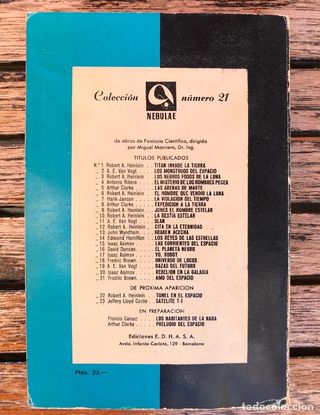 Colección número 21
NEBULAE
de obras de Fantasía Científica, dirigida
por Miguel Masriera, Dr. Ing.
TITULOS PUBLICADOS
N.° 1 Robert A. Heinlein . . TITAN INVADE LA TIERRA
„ 2 A. E. Van Vogt . . LOS MONSTRUOS DEL ESPACIO
„ 3 Robert A. Heinlein . . LOS NEGROS FOSOS DE LA LUNA
„ 4 Antonio Ribera . . EL MISTERIO DE LOS HOMBRES PECES
„ 5 Arthur Clarke . . LAS ARENAS DE MARTE
„ 6 Robert A. Heinlein . . EL HOMBRE QUE VENDIO LA LUNA
„ 7 Hank Janson . . LA VIOLACION DEL TIEMPO
„ 8 Arthur Clarke . . EXPEDICION A LA TIERRA
„ 9 Robert A. Heinlein . . JONES EL HOMBRE ESTELAR
„ 10 Robert A. Heinlein . . LA BESTIA ESTELAR
„ 11 A. E. Van Vogt . . SLAN
„ 12 Robert A. Heinlein . . CITA EN LA ETERNIDAD
„ 13 John Wyndham . . KRAKEN ACECHA
„ 14 Edmond Hamilton . . LOS REYES DE LAS ESTRELLAS
„ 15 Isaac Asimov . . LAS CORRIENTES DEL ESPACIO
„ 16 David Duncan . . EL PLANETA NEGRO
„ 17 Isaac Asimov . . YO, ROBOT
„ 18 Fredric Brown . . UNIVERSO DE LOCOS
„ 19 A. E. Van Vogt . . RAZAS DEL FUTURO
„ 20 Isaac Asimov . . REBELION EN LA GALAXIA
„ 21 Fredric Brown . . AMO DEL ESPACIO
DE PROXIMA APARICION
„ 22 Robert A. Heinlein . . TUNEL EN EL ESPACIO
„ 23 Jeffery Lloyd Castle . . SATELITE T-1
EN PREPARACION
Francis Carsac . . LOS HABITANTES DE LA NADA
Arthur Clarke . . PRELUDIO DEL ESPACIO
Ediciones E. D. H. A. S. A.
Avda. Infanta Carlota, 129 - Barcelona
Ptas. 25.—
todocoleccion